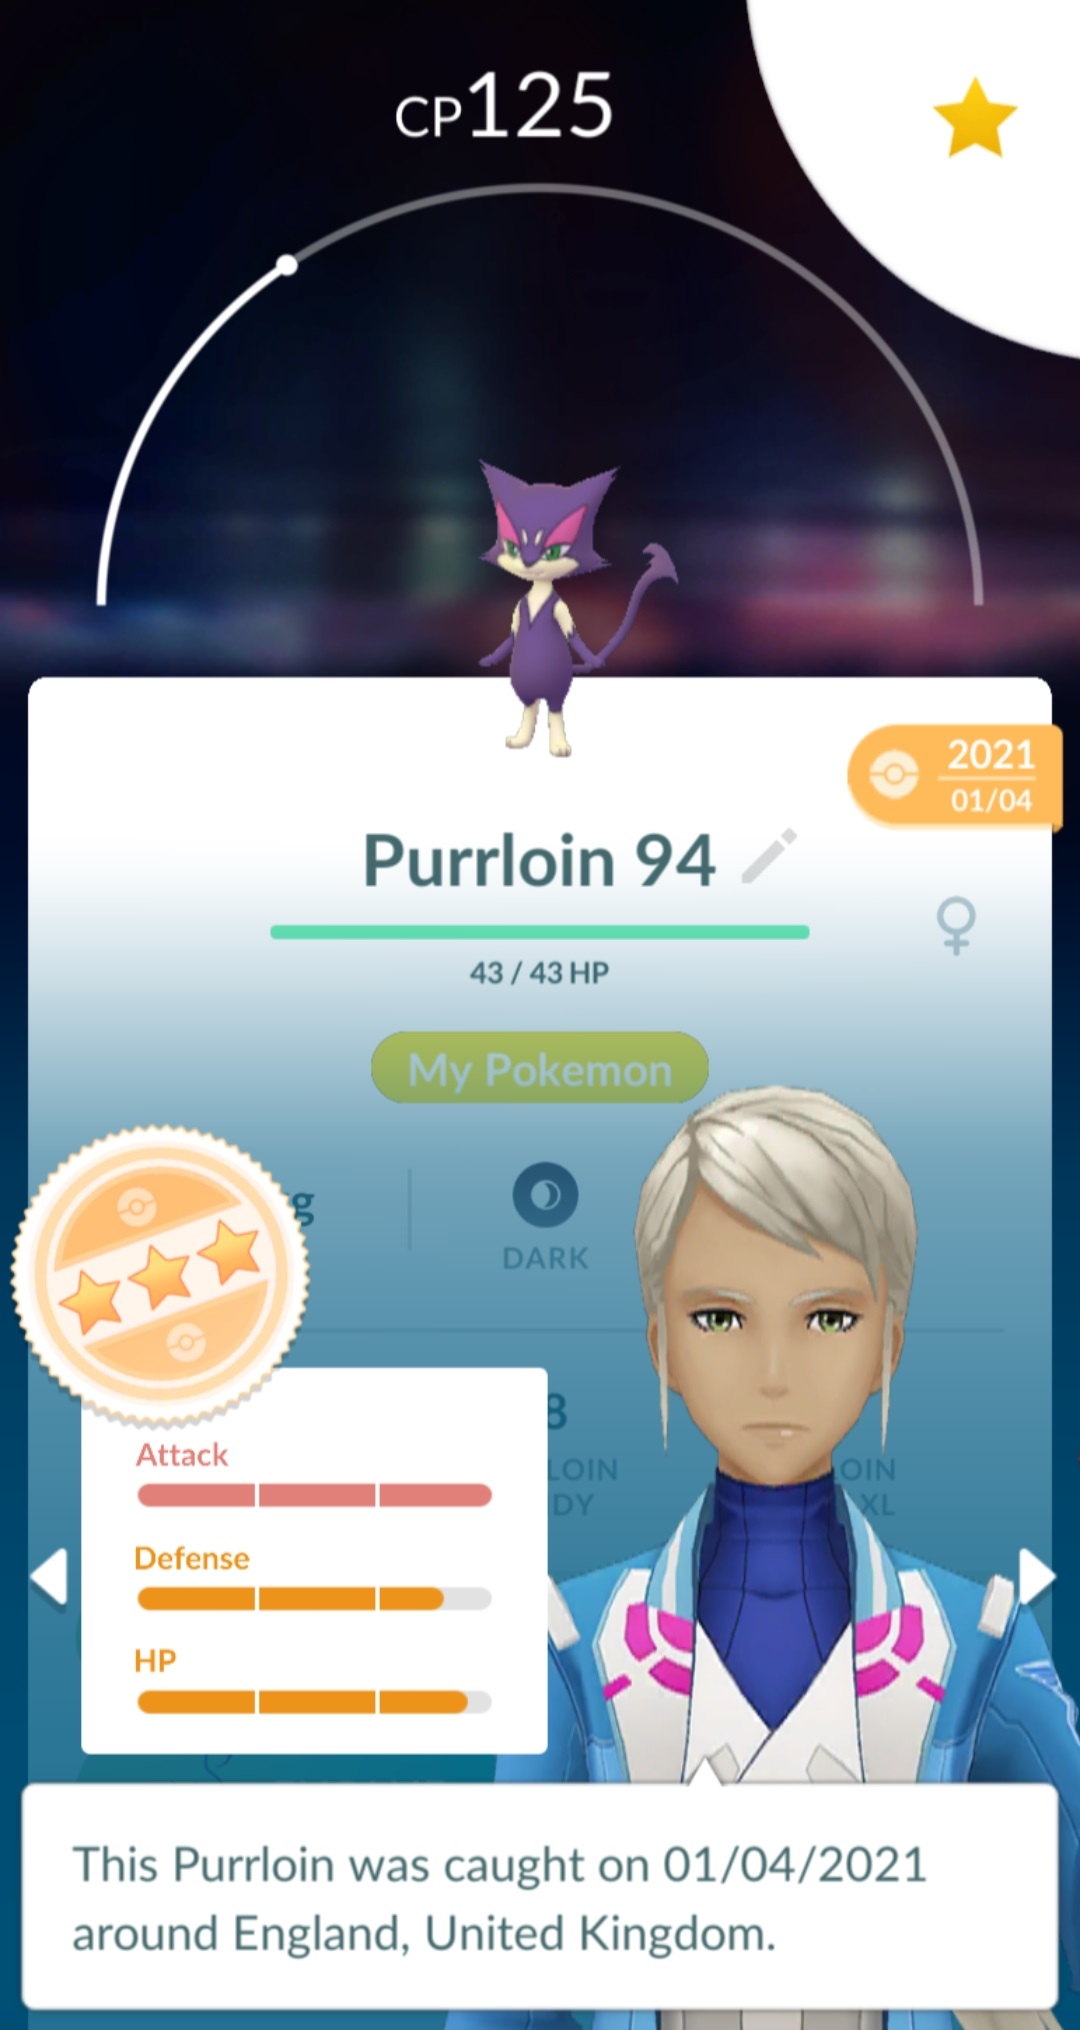 CP125
2021
01/04
Purrloin 94
♀
43 / 43 HP
My Pokemon
g
DARK
8
LOIN
DY
OIN
XL
Attack
Defense
HP
This Purrloin was caught on 01/04/2021
around England, United Kingdom.